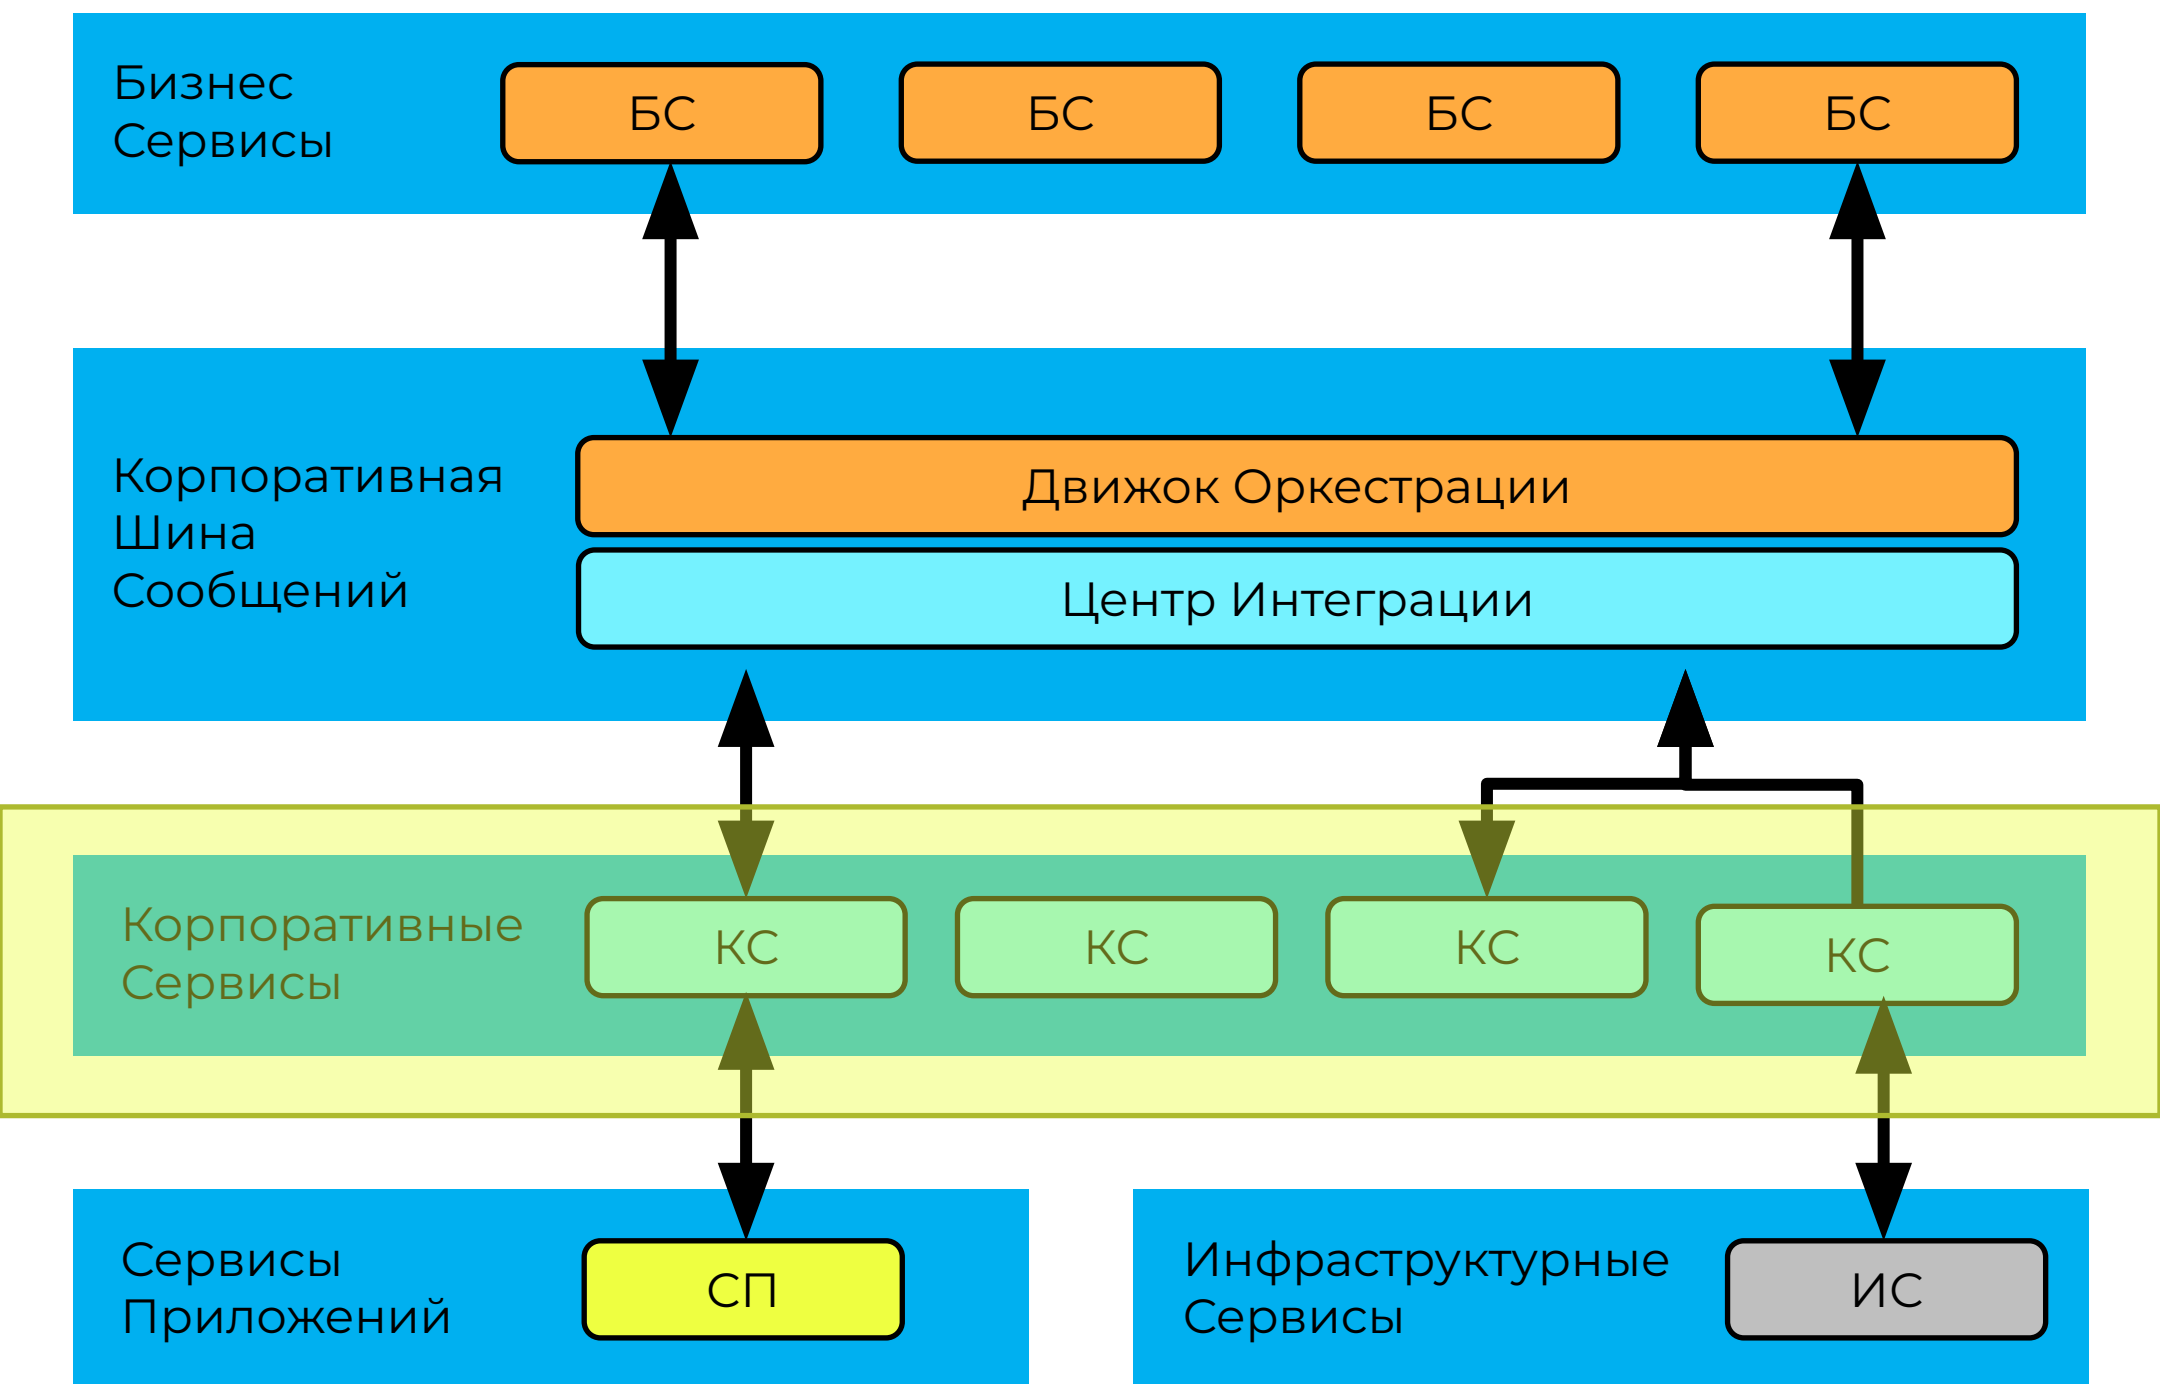 Бизнес
Сервисы
БС
БС
БС
БС
Корпоративная
Шина
Сообщений
Движок Оркестрации
Центр Интеграции
Корпоративные
Сервисы
КС
КС
КС
КС
Сервисы
Приложений
СП
Инфраструктурные
Сервисы
ИС